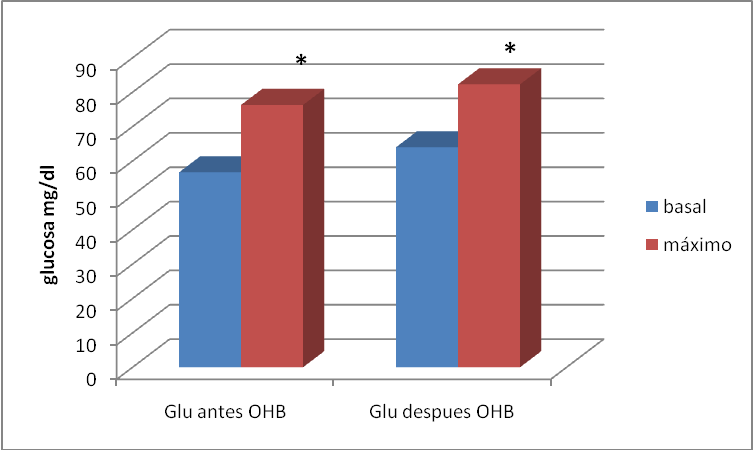 *
*
90
80
70
60
50
40
30
20
10
0
glucosa mg/dl
Glu antes OHB
Glu despues OHB
basal
máximo